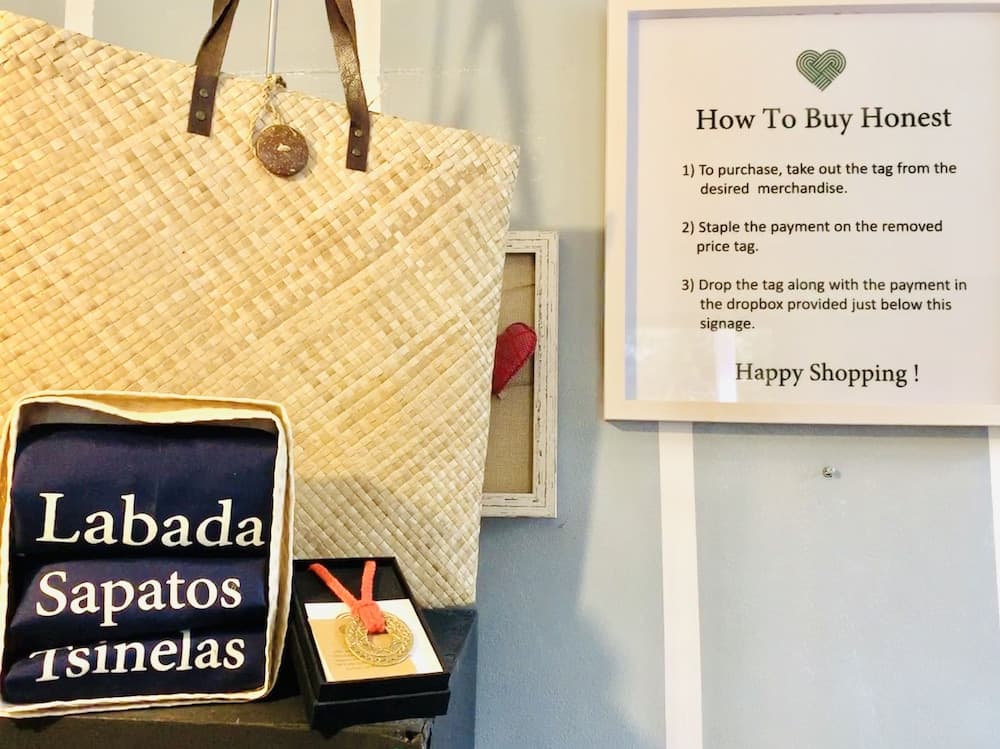 How To Buy Honest
1) To purchase, take out the tag from the
desired merchandise.
2) Staple the payment on the removed
price tag.
3) Drop the tag along with the payment in
the dropbox provided just below this
signage.
Happy Shopping !
Labada
Sapatos
Tsinelas